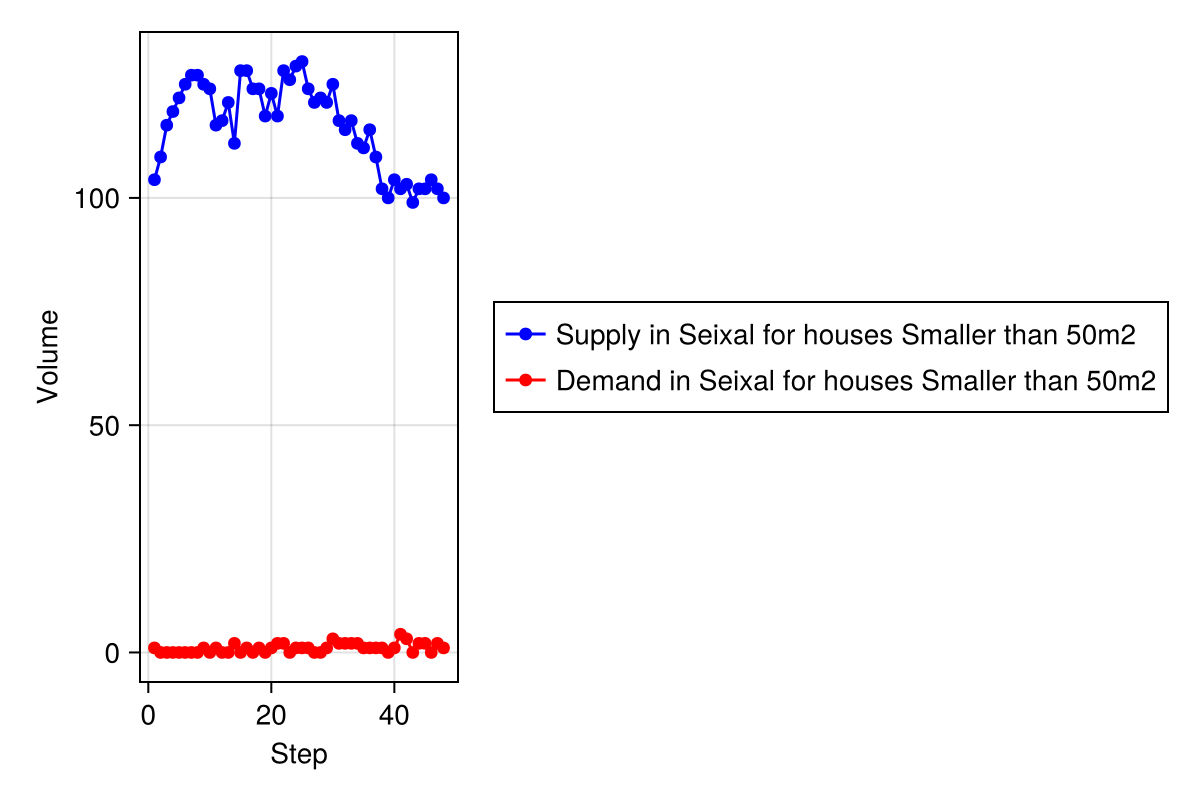 Volume
100
50
0
0 20 40
Step
Supply in Seixal for houses Smaller than 50m2
Demand in Seixal for houses Smaller than 50m2